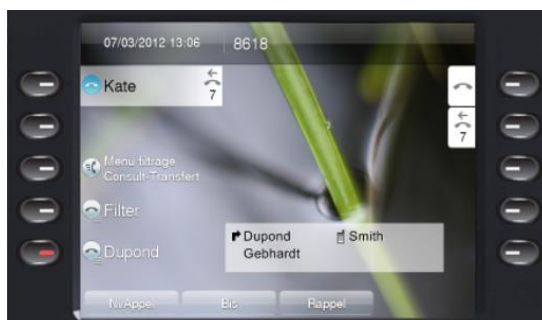 07/03/2012 13:06 8618
Kate 7
7
Menu filtrage
Consult-Transfert
Filter
Dupond
Dupond Smith
Gebhardt
NvAppel Bis Rappel